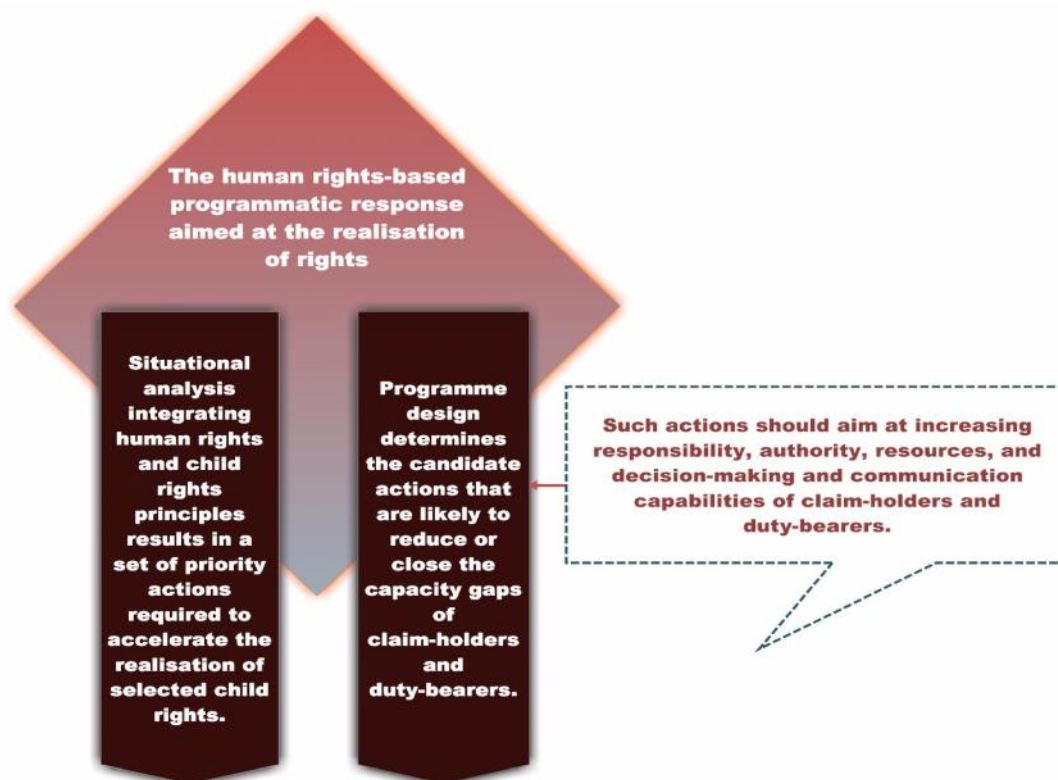 The human rights-based
programmatic response
aimed at the realisation
of rights
Situational
analysis
integrating
human rights
and child
rights
principles
results in a
set of priority
actions
required to
accelerate the
realisation of
selected child
rights.
Programme
design
determines
the candidate
actions that
are likely to
reduce or
close the
capacity gaps
of
claim-holders
and
duty-bearers.
Such actions should aim at increasing
responsibility, authority, resources, and
decision-making and communication
capabilities of claim-holders and
duty-bearers.